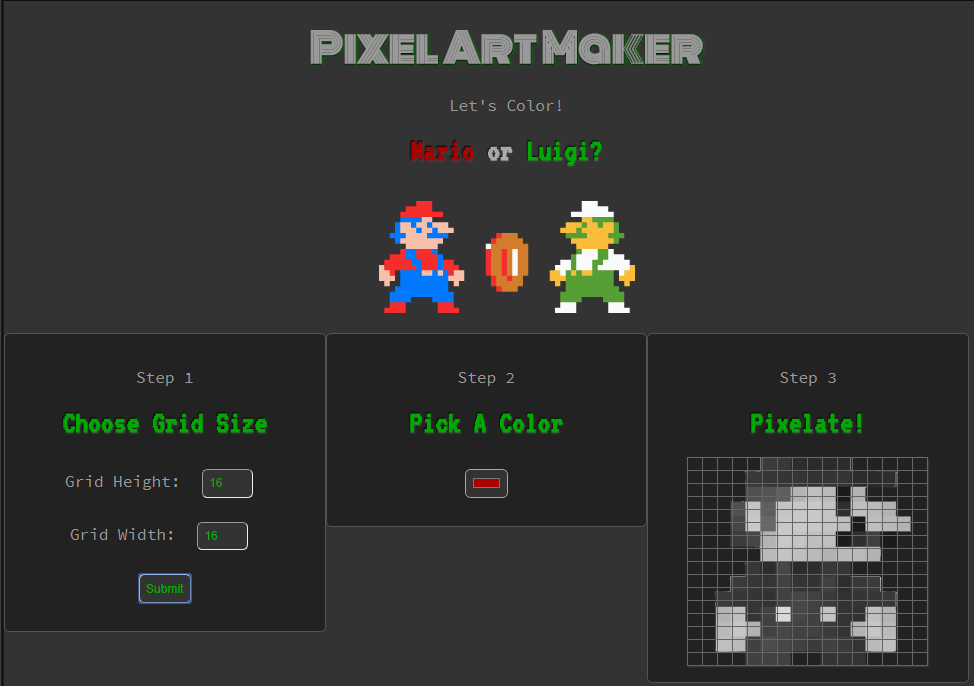 Pixel Art Maker
Let's Color!
Mario or Luigi?
Step 1
Choose Grid Size
Grid Height: 16
Grid Width: 16
Submit
Step 2
Pick A Color
Step 3
Pixelate!